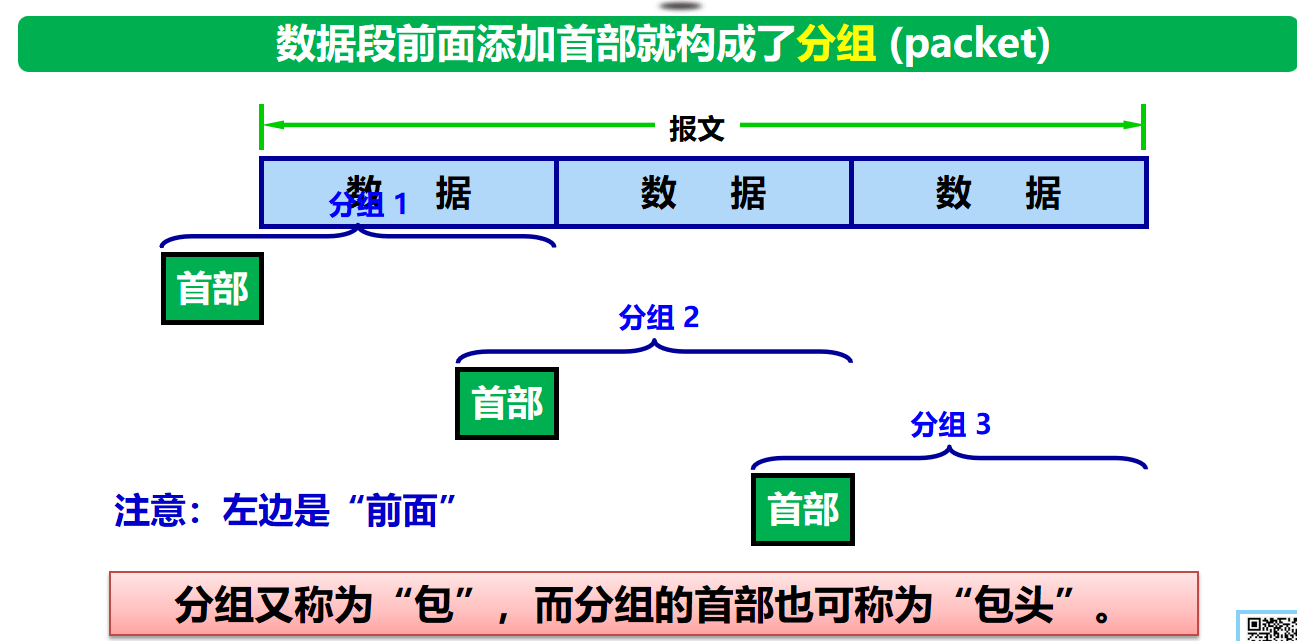 数据段前面添加首部就构成了分组 (packet)
报文
数 据 数 据 数 据
分组 1
首部
分组 2
首部
分组 3
首部
注意：左边是“前面”
分组又称为“包”，而分组的首部也可称为“包头”。